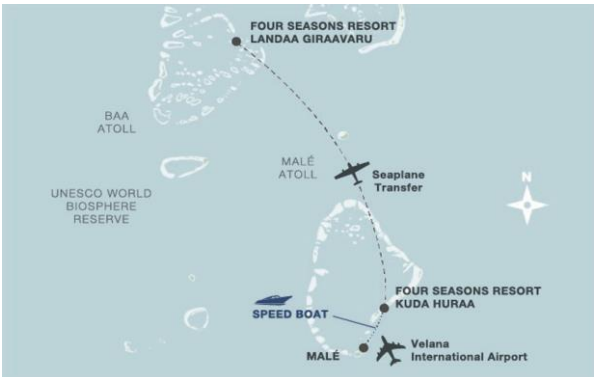 FOUR SEASONS RESORT
LANDAA GIRAAVARU
BAA
ATOLL
MALÉ
ATOLL
Seaplane
Transfer
UNESCO WORLD
BIOSPHERE
RESERVE
N
FOUR SEASONS RESORT
KUDA HURAA
SPEED BOAT
MALÉ
Velana
International Airport